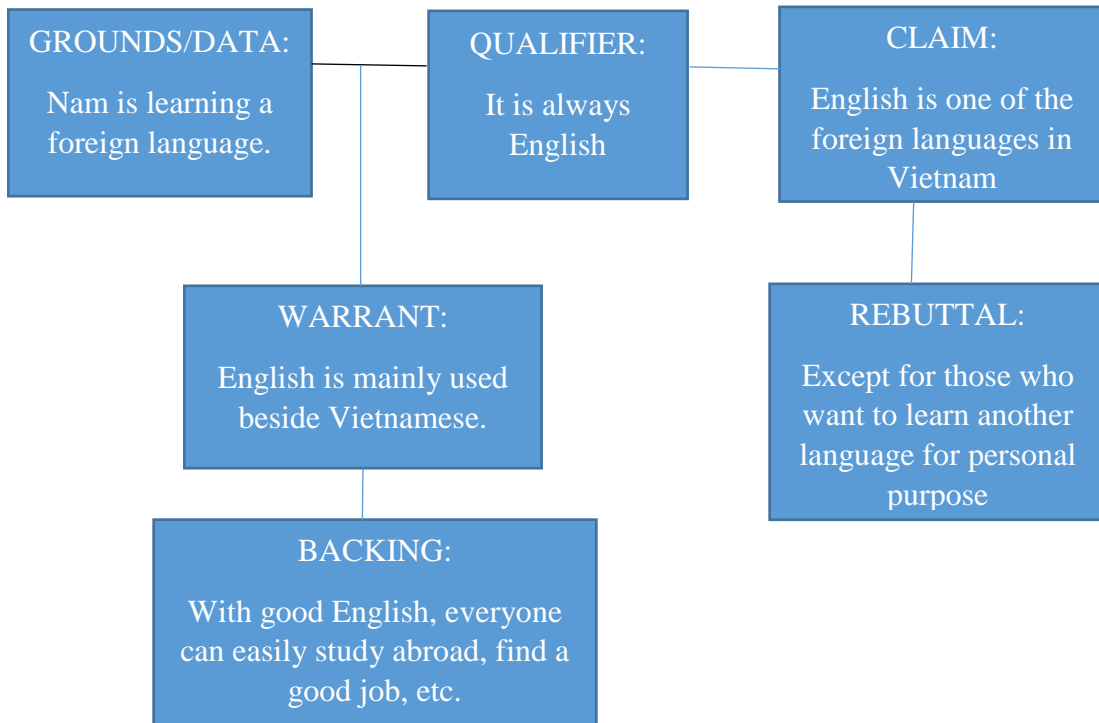 GROUNDS/DATA:
Nam is learning a
foreign language.
QUALIFIER:
It is always
English
CLAIM:
English is one of the
foreign languages in
Vietnam
WARRANT:
English is mainly used
beside Vietnamese.
REBUTTAL:
Except for those who
want to learn another
language for personal
purpose
BACKING:
With good English, everyone
can easily study abroad, find a
good job, etc.